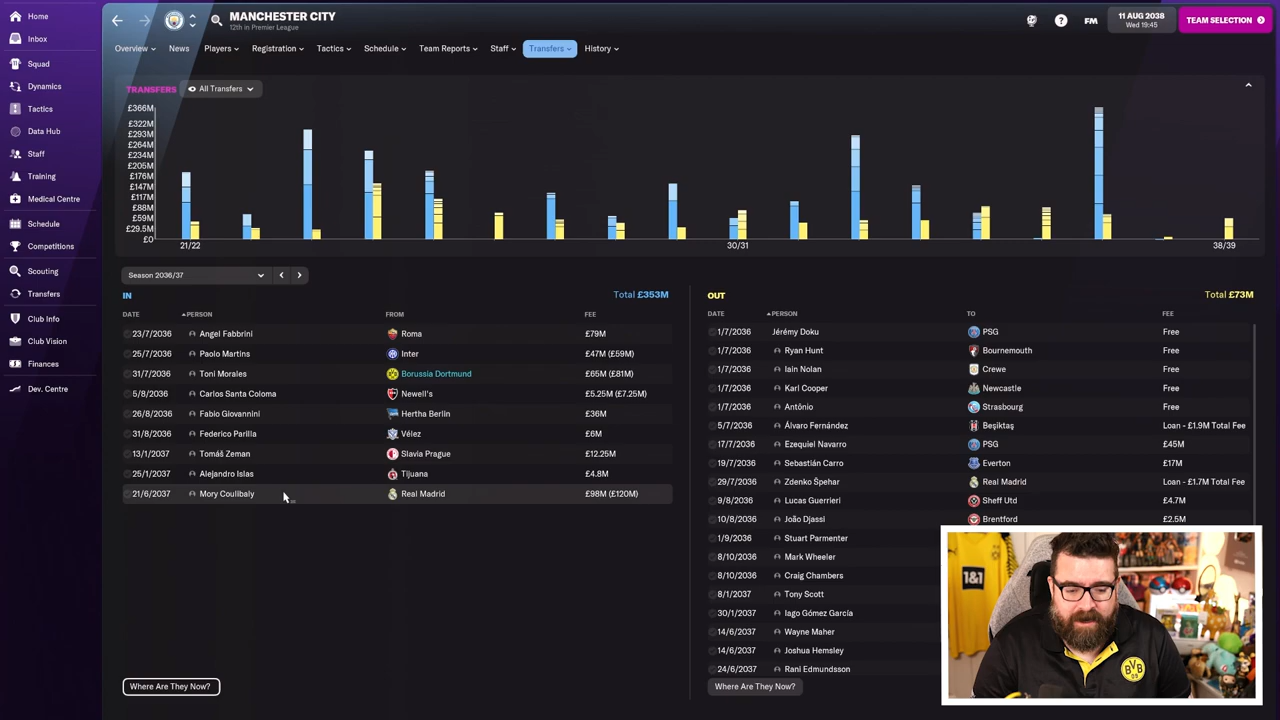 Home
Inbox
Squad
Dynamics
Tactics
Data Hub
Staff
Training
Medical Centre
Schedule
Competitions
Scouting
Transfers
Club Info
Club Vision
Finances
Dev. Centre
MANCHESTER CITY
12th in Premier League
FM
11 AUG 2038
Wed 19:45
TEAM SELECTION
Overview
News
Players
Registration
Tactics
Schedule
Team Reports
Staff
Transfers
History
TRANSFERS
All Transfers
£366M
£322M
£293M
£264M
£234M
£205M
£176M
£147M
£117M
£88M
£59M
£29.5M
£0
21/22
30/31
38/39
Season 2036/37
IN
Total £353M
DATE PERSON FROM FEE
23/7/2036 Angel Fabbrini Roma £79M
25/7/2036 Paolo Martins Inter £47M (£59M)
31/7/2036 Toni Morales Borussia Dortmund £65M (£81M)
5/8/2036 Carlos Santa Coloma Newell's £5.25M (£7.25M)
26/8/2036 Fabio Giovannini Hertha Berlin £36M
31/8/2036 Federico Parilla Vélez £6M
13/1/2037 Tomáš Zeman Slavia Prague £12.25M
25/1/2037 Alejandro Islas Tijuana £4.8M
21/6/2037 Mory Coulibaly Real Madrid £98M (£120M)
Where Are They Now?
OUT
Total £73M
DATE PERSON TO FEE
1/7/2036 Jérémy Doku PSG Free
1/7/2036 Ryan Hunt Bournemouth Free
1/7/2036 Iain Nolan Crewe Free
1/7/2036 Karl Cooper Newcastle Free
1/7/2036 Antônio Strasbourg Free
5/7/2036 Álvaro Fernández Beşiktaş Loan - £1.9M Total Fee
17/7/2036 Ezequiel Navarro PSG £45M
19/7/2036 Sebastián Carro Everton £17M
29/7/2036 Zdenko Špehar Real Madrid Loan - £1.7M Total Fee
9/8/2036 Lucas Guerrieri Sheff Utd £4.7M
10/8/2036 João Djassi Brentford £2.5M
1/9/2036 Stuart Parmenter
8/10/2036 Mark Wheeler
8/10/2036 Craig Chambers
8/1/2037 Tony Scott
30/1/2037 Iago Gómez García
14/6/2037 Wayne Maher
14/6/2037 Joshua Hemsley
24/6/2037 Rani Edmundsson
Where Are They Now?
1&1
BVB
09